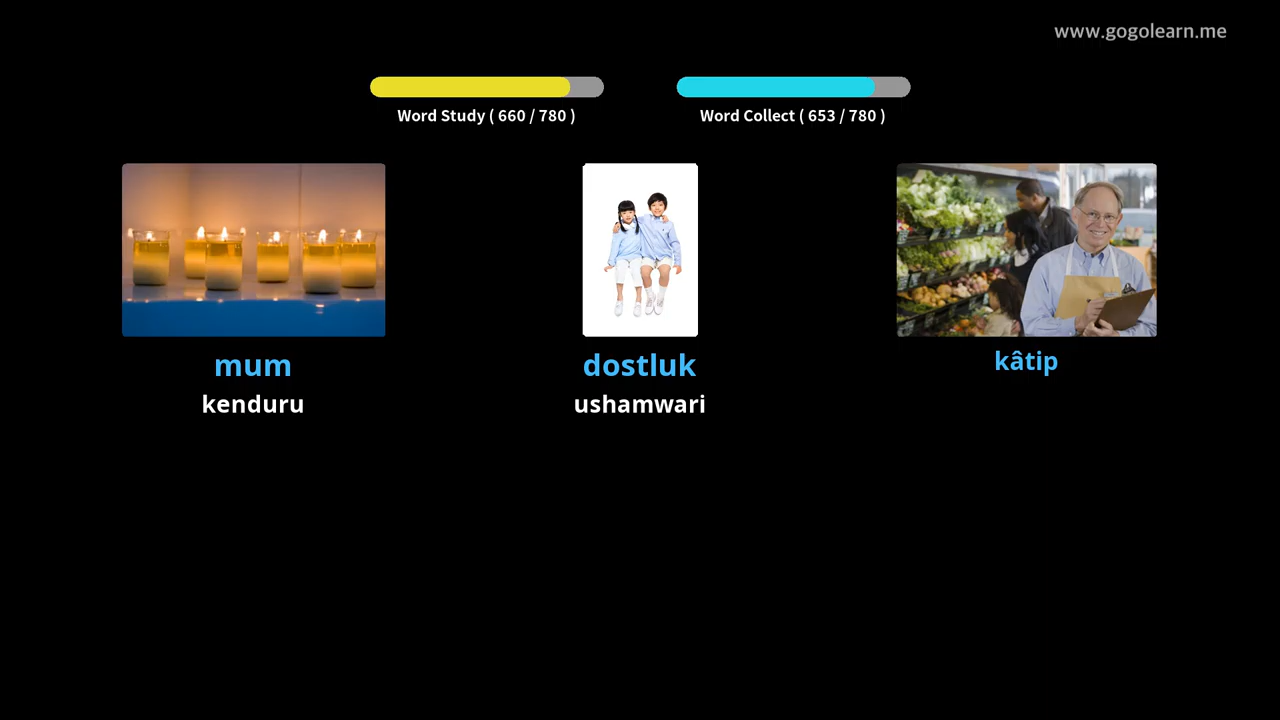 www.gogolearn.me
Word Study ( 660 / 780 )
Word Collect ( 653 / 780 )
mum
kenduru
dostluk
ushamwari
kâtip